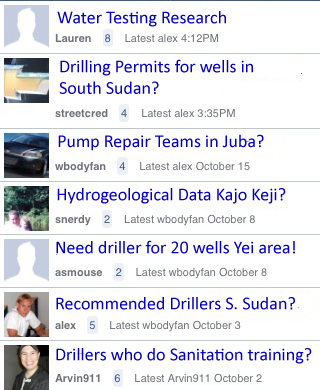 Water Testing Research
Lauren 8 Latest alex 4:12PM
Drilling Permits for wells in
South Sudan?
streetcred 4 Latest alex 3:35PM
Pump Repair Teams in Juba?
wbodyfan 4 Latest alex October 15
Hydrogeological Data Kajo Keji?
snerdy 2 Latest wbodyfan October 8
Need driller for 20 wells Yei area!
asmouse 2 Latest wbodyfan October 8
Recommended Drillers S. Sudan?
alex 5 Latest wbodyfan October 3
Drillers who do Sanitation training?
Arvin911 6 Latest Arvin911 October 2